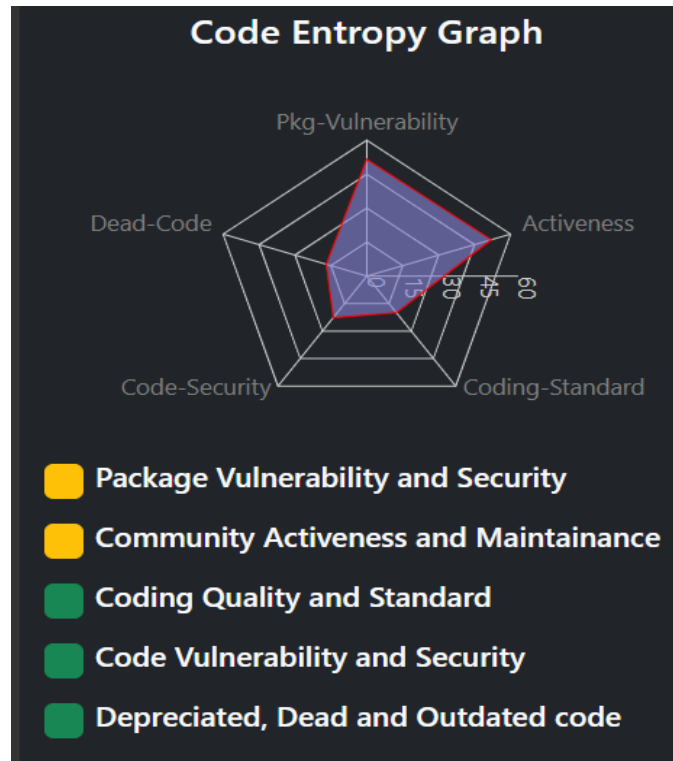 Code Entropy Graph
Pkg-Vulnerability
Dead-Code
Activeness
0 15 30 45 60
Code-Security
Coding-Standard
Package Vulnerability and Security
Community Activeness and Maintainance
Coding Quality and Standard
Code Vulnerability and Security
Depreciated, Dead and Outdated code